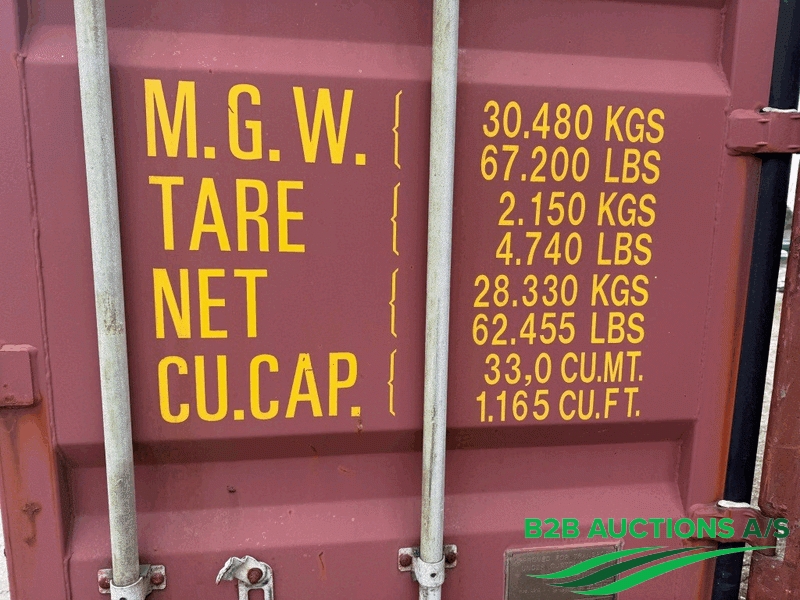 M.G.W. { 30.480 KGS
67.200 LBS
TARE { 2.150 KGS
4.740 LBS
NET { 28.330 KGS
62.455 LBS
CU.CAP. { 33,0 CU.MT.
1.165 CU.FT.
B2B AUCTIONS A/S